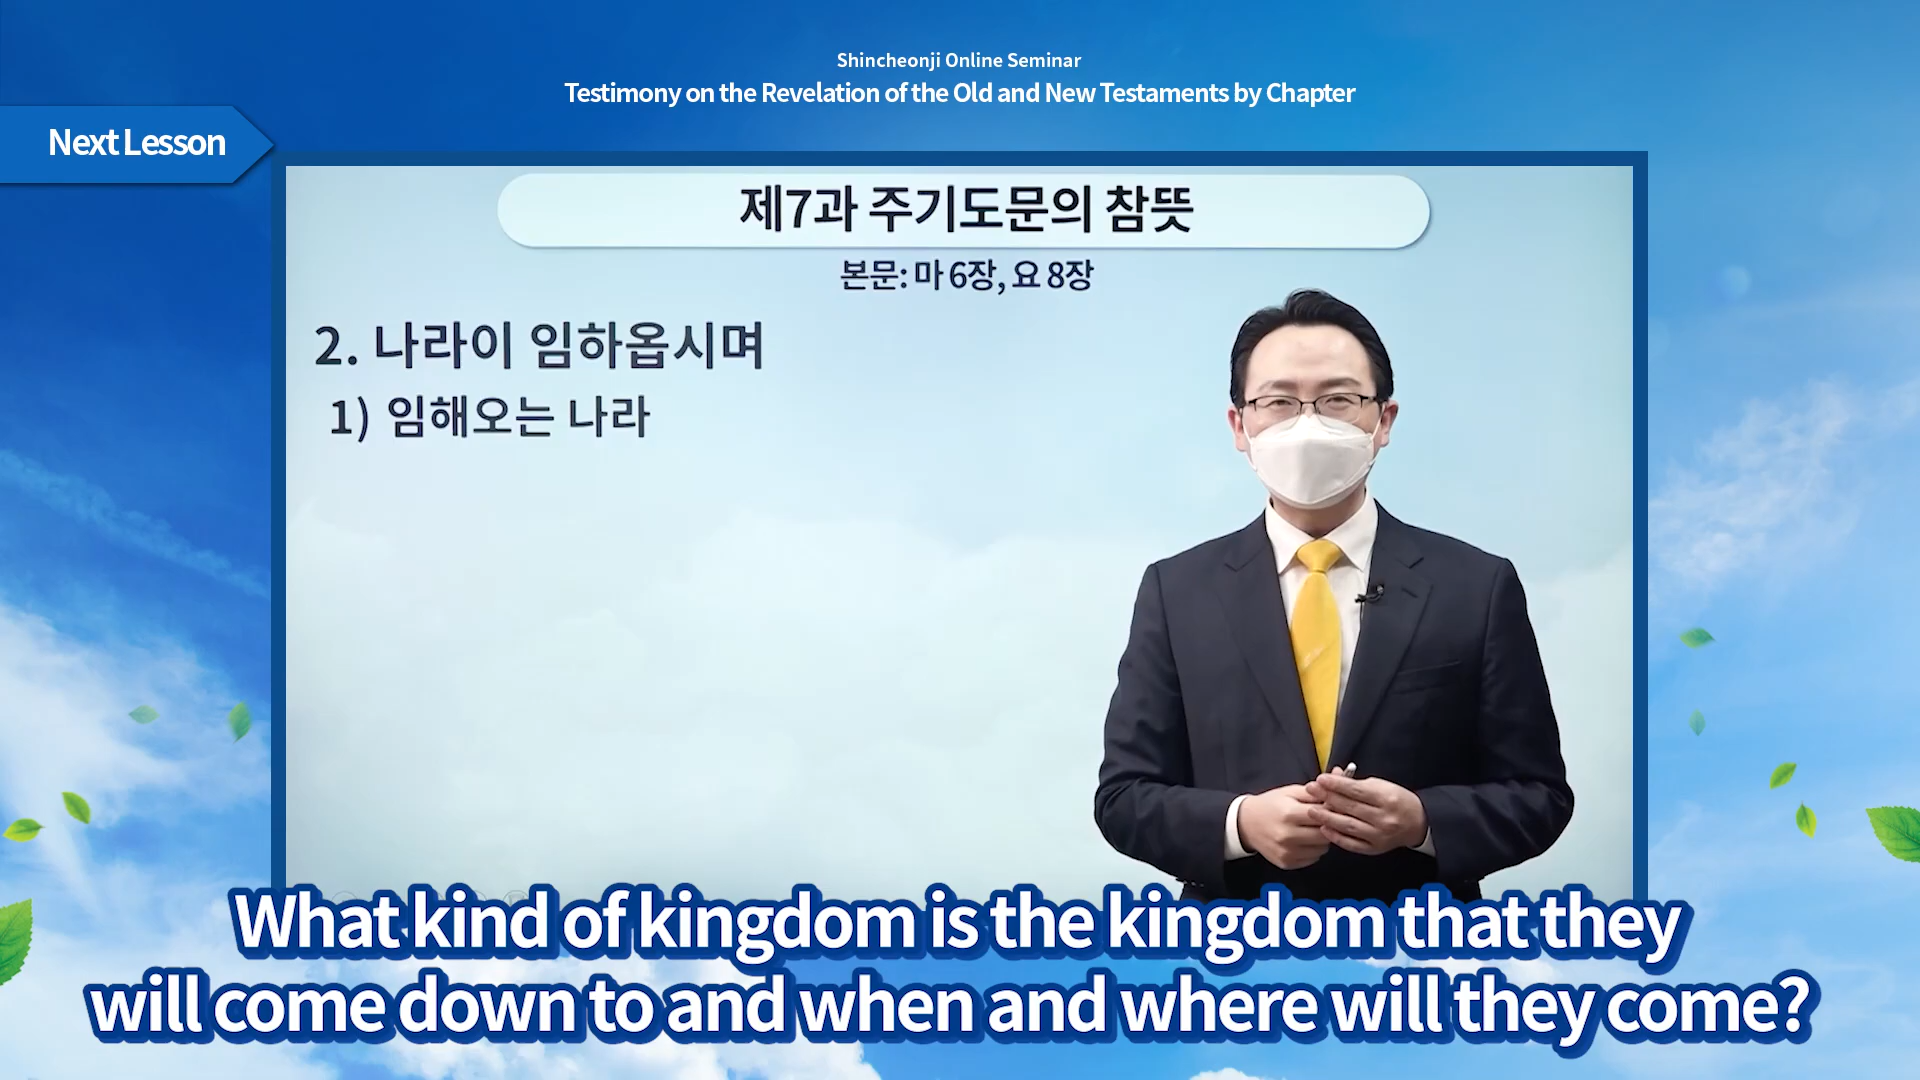 Shincheonji Online Seminar
Testimony on the Revelation of the Old and New Testaments by Chapter
Next Lesson
제7과 주기도문의 참뜻
본문: 마 6장, 요 8장
2. 나라이 임하옵시며
1) 임해오는 나라
What kind of kingdom is the kingdom that they
will come down to and when and where will they come?